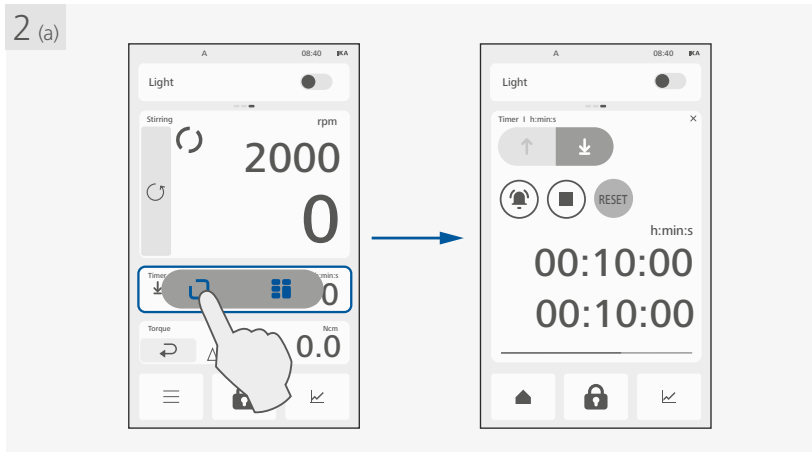 2 (a)
A 08:40 IKA
Light
Stirring rpm
2000
0
Timer h:min:s
0
Torque Ncm
0.0
A 08:40 IKA
Light
Timer I h:min:s
RESET
h:min:s
00:10:00
00:10:00